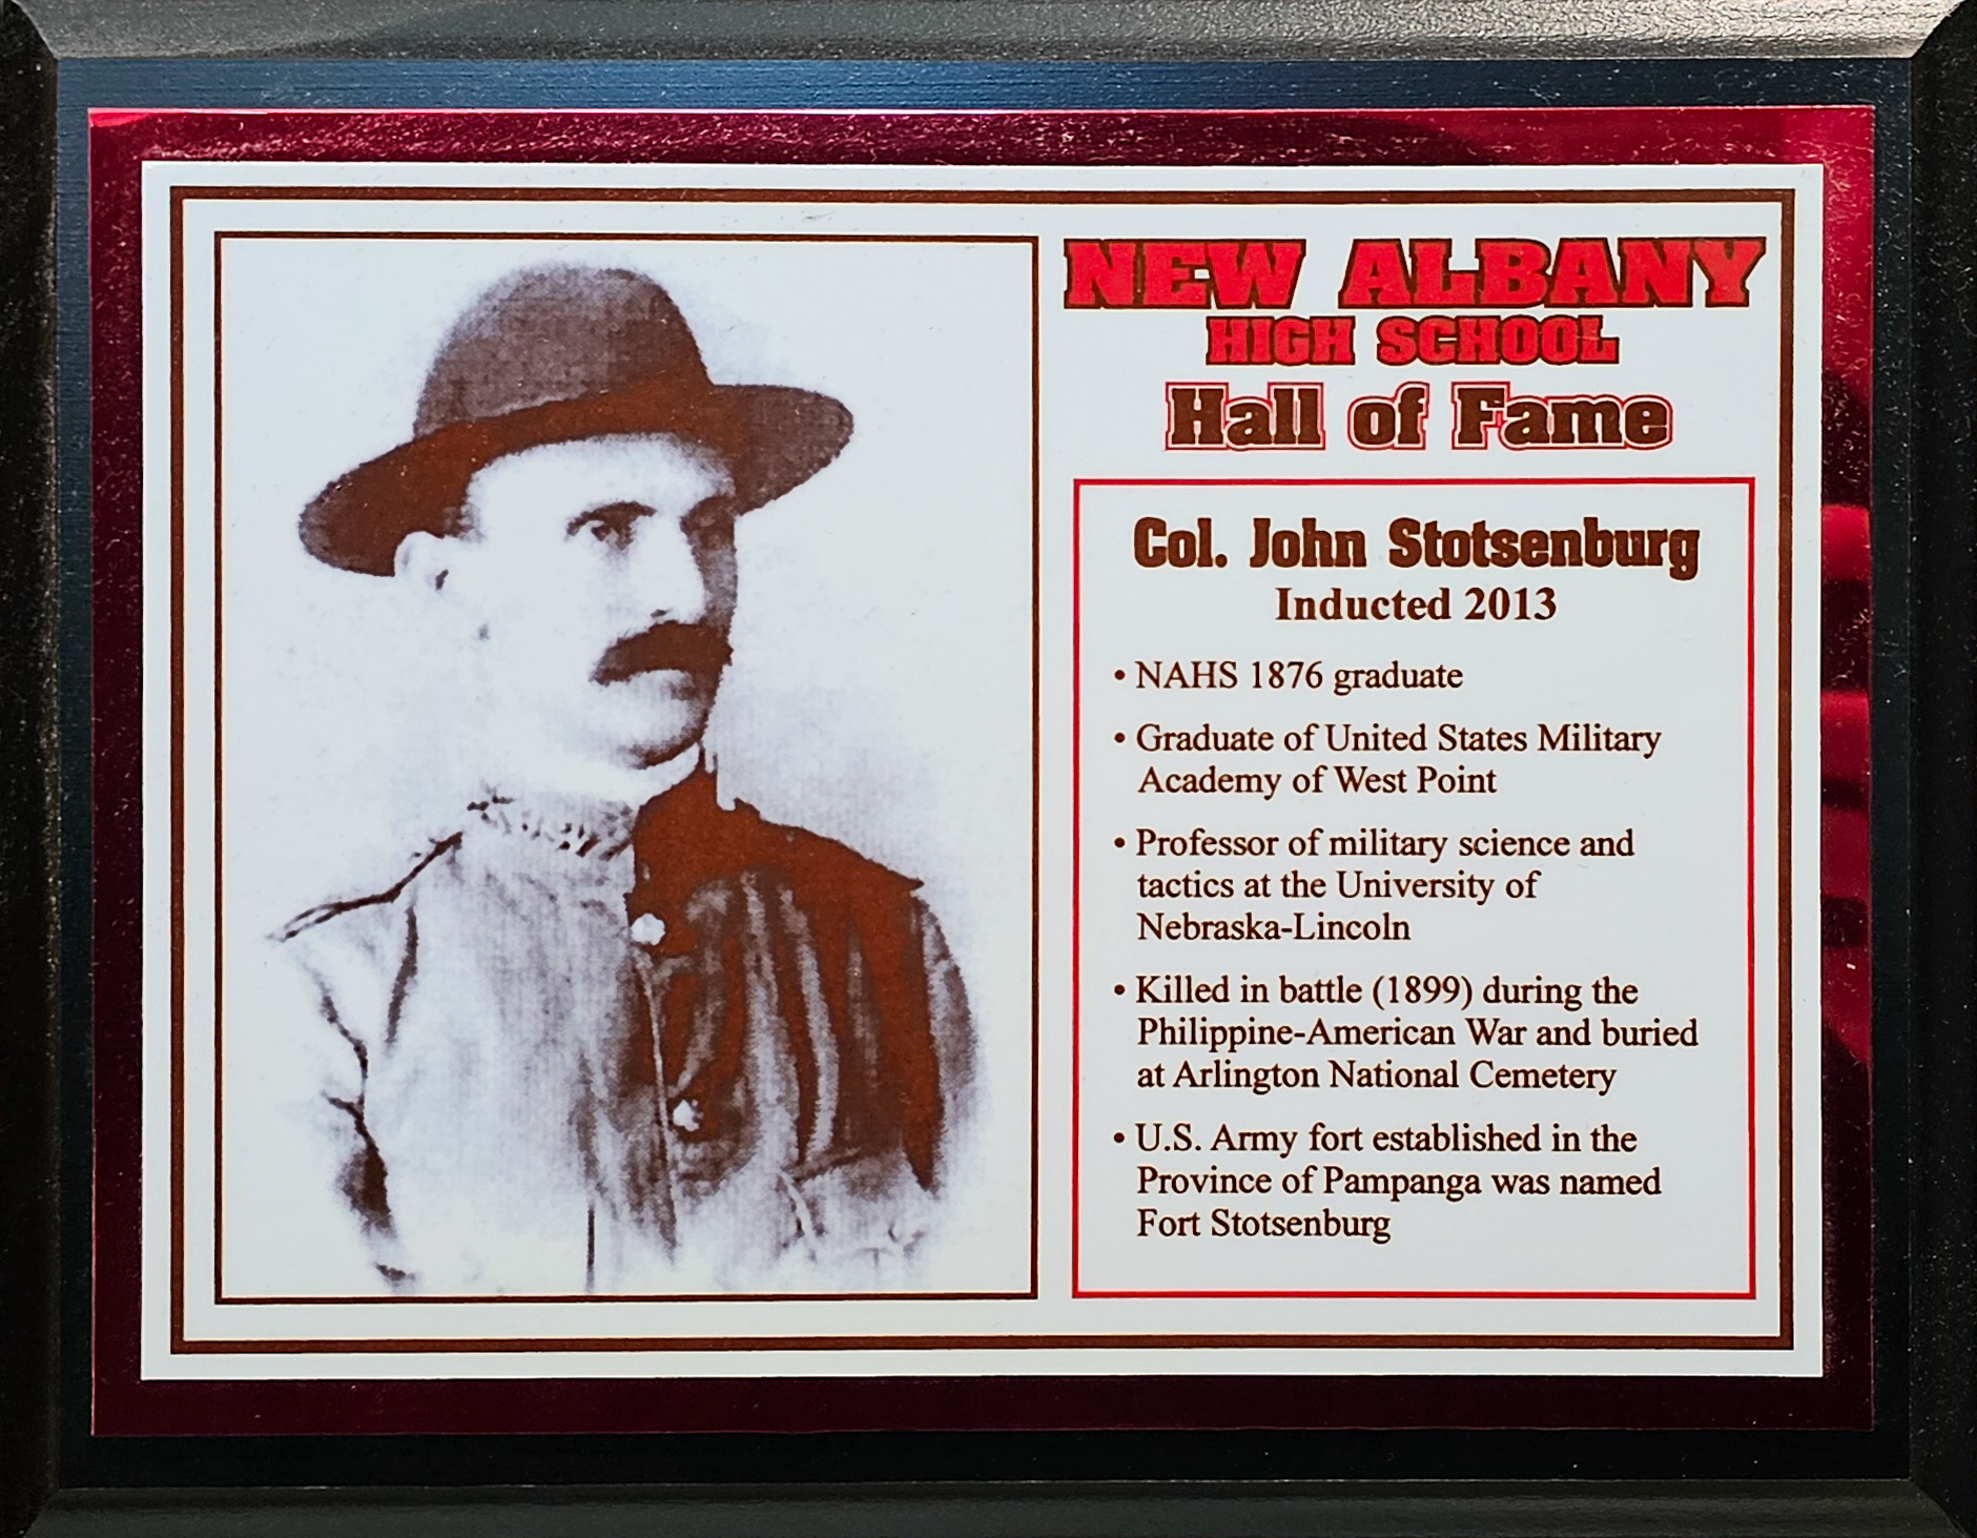 NEW ALBANY
HIGH SCHOOL
Hall of Fame
Col. John Stotsenburg
Inducted 2013
• NAHS 1876 graduate
• Graduate of United States Military
Academy of West Point
• Professor of military science and
tactics at the University of
Nebraska-Lincoln
• Killed in battle (1899) during the
Philippine-American War and buried
at Arlington National Cemetery
• U.S. Army fort established in the
Province of Pampanga was named
Fort Stotsenburg